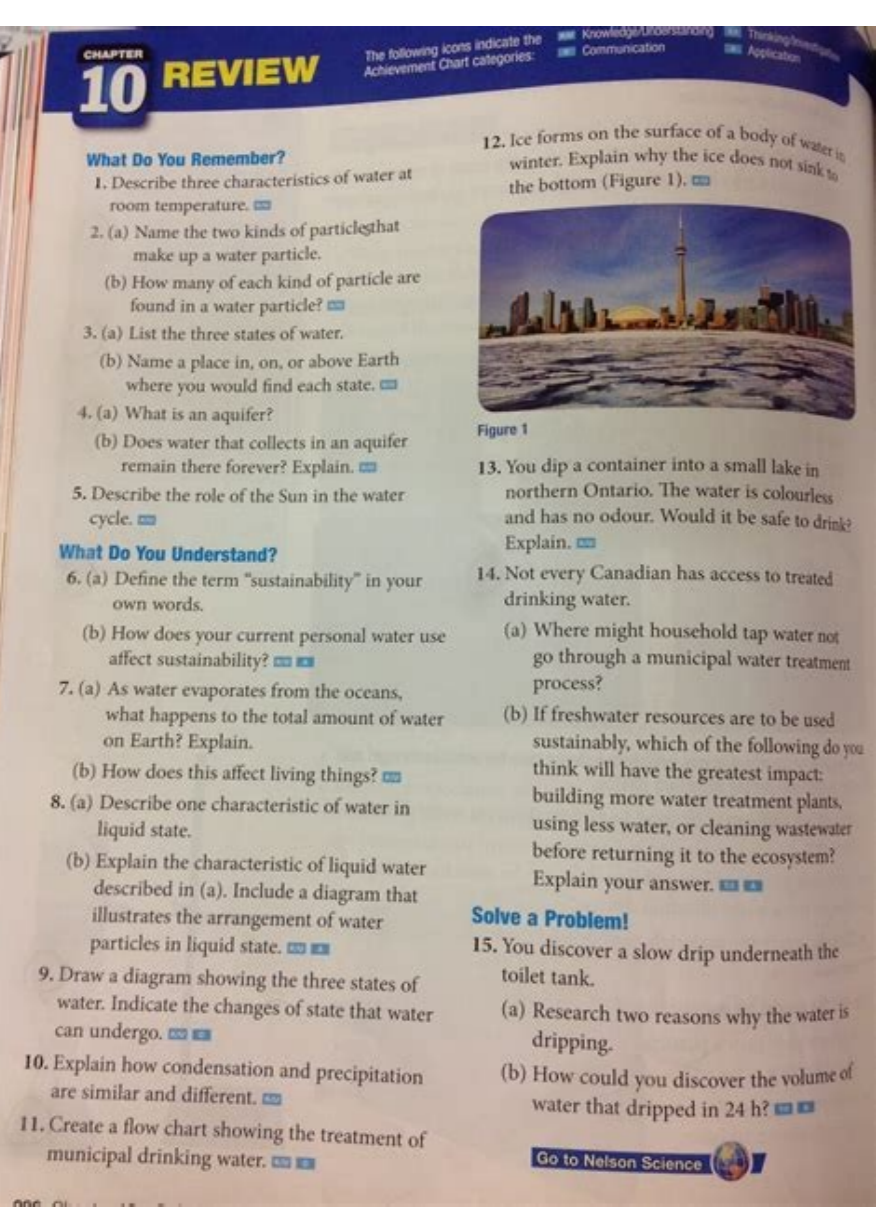 CHAPTER
10 REVIEW
The following icons indicate the
Achievement Chart categories:
Knowledge/Understanding
Communication
Thinking/Investigation
Application
What Do You Remember?
1. Describe three characteristics of water at
room temperature.
2. (a) Name the two kinds of particles that
make up a water particle.
(b) How many of each kind of particle are
found in a water particle?
3. (a) List the three states of water.
(b) Name a place in, on, or above Earth
where you would find each state.
4. (a) What is an aquifer?
(b) Does water that collects in an aquifer
remain there forever? Explain.
5. Describe the role of the Sun in the water
cycle.
What Do You Understand?
6. (a) Define the term “sustainability” in your
own words.
(b) How does your current personal water use
affect sustainability?
7. (a) As water evaporates from the oceans,
what happens to the total amount of water
on Earth? Explain.
(b) How does this affect living things?
8. (a) Describe one characteristic of water in
liquid state.
(b) Explain the characteristic of liquid water
described in (a). Include a diagram that
illustrates the arrangement of water
particles in liquid state.
9. Draw a diagram showing the three states of
water. Indicate the changes of state that water
can undergo.
10. Explain how condensation and precipitation
are similar and different.
11. Create a flow chart showing the treatment of
municipal drinking water.
12. Ice forms on the surface of a body of water in
winter. Explain why the ice does not sink to
the bottom (Figure 1).
Figure 1
13. You dip a container into a small lake in
northern Ontario. The water is colourless
and has no odour. Would it be safe to drink?
Explain.
14. Not every Canadian has access to treated
drinking water.
(a) Where might household tap water not
go through a municipal water treatment
process?
(b) If freshwater resources are to be used
sustainably, which of the following do you
think will have the greatest impact:
building more water treatment plants,
using less water, or cleaning wastewater
before returning it to the ecosystem?
Explain your answer.
Solve a Problem!
15. You discover a slow drip underneath the
toilet tank.
(a) Research two reasons why the water is
dripping.
(b) How could you discover the volume of
water that dripped in 24 h?
Go to Nelson Science